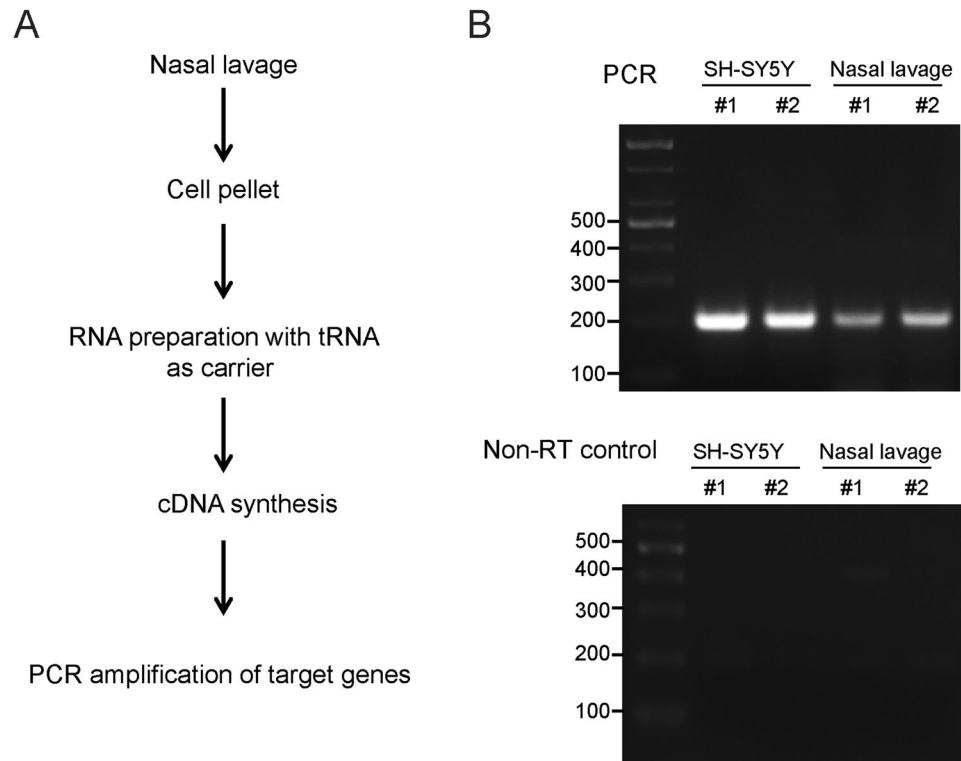 A
Nasal lavage
Cell pellet
RNA preparation with tRNA
as carrier
cDNA synthesis
PCR amplification of target genes
B
PCR
SH-SY5Y
Nasal lavage
#1
#2
#1
#2
500
400
300
200
100
Non-RT control
SH-SY5Y
Nasal lavage
#1
#2
#1
#2
500
400
300
200
100